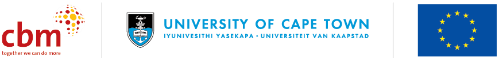 cbm
together we can do more
UNIVERSITY OF CAPE TOWN
IYUNIVESITHI YASEKAPA • UNIVERSITEIT VAN KAAPSTAD